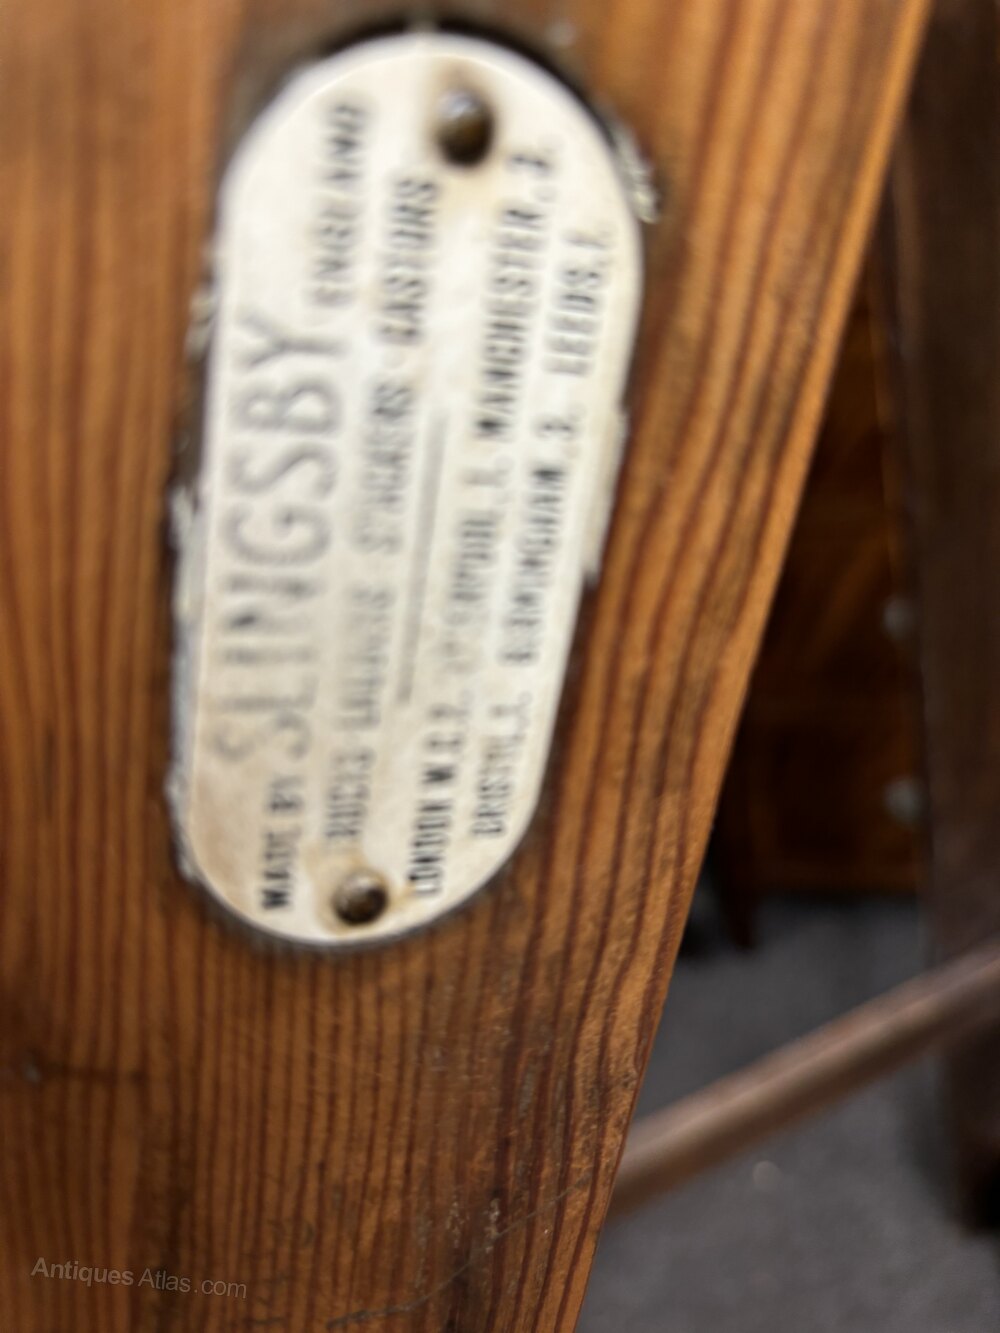 MADE BY SLINGSBY ENGLAND
TRUCKS LADDERS STACKERS CASTORS
LONDON W.C.2. LIVERPOOL.1. MANCHESTER.3.
BRISTOL.1. BIRMINGHAM.3. LEEDS.1.
Antiques Atlas.com